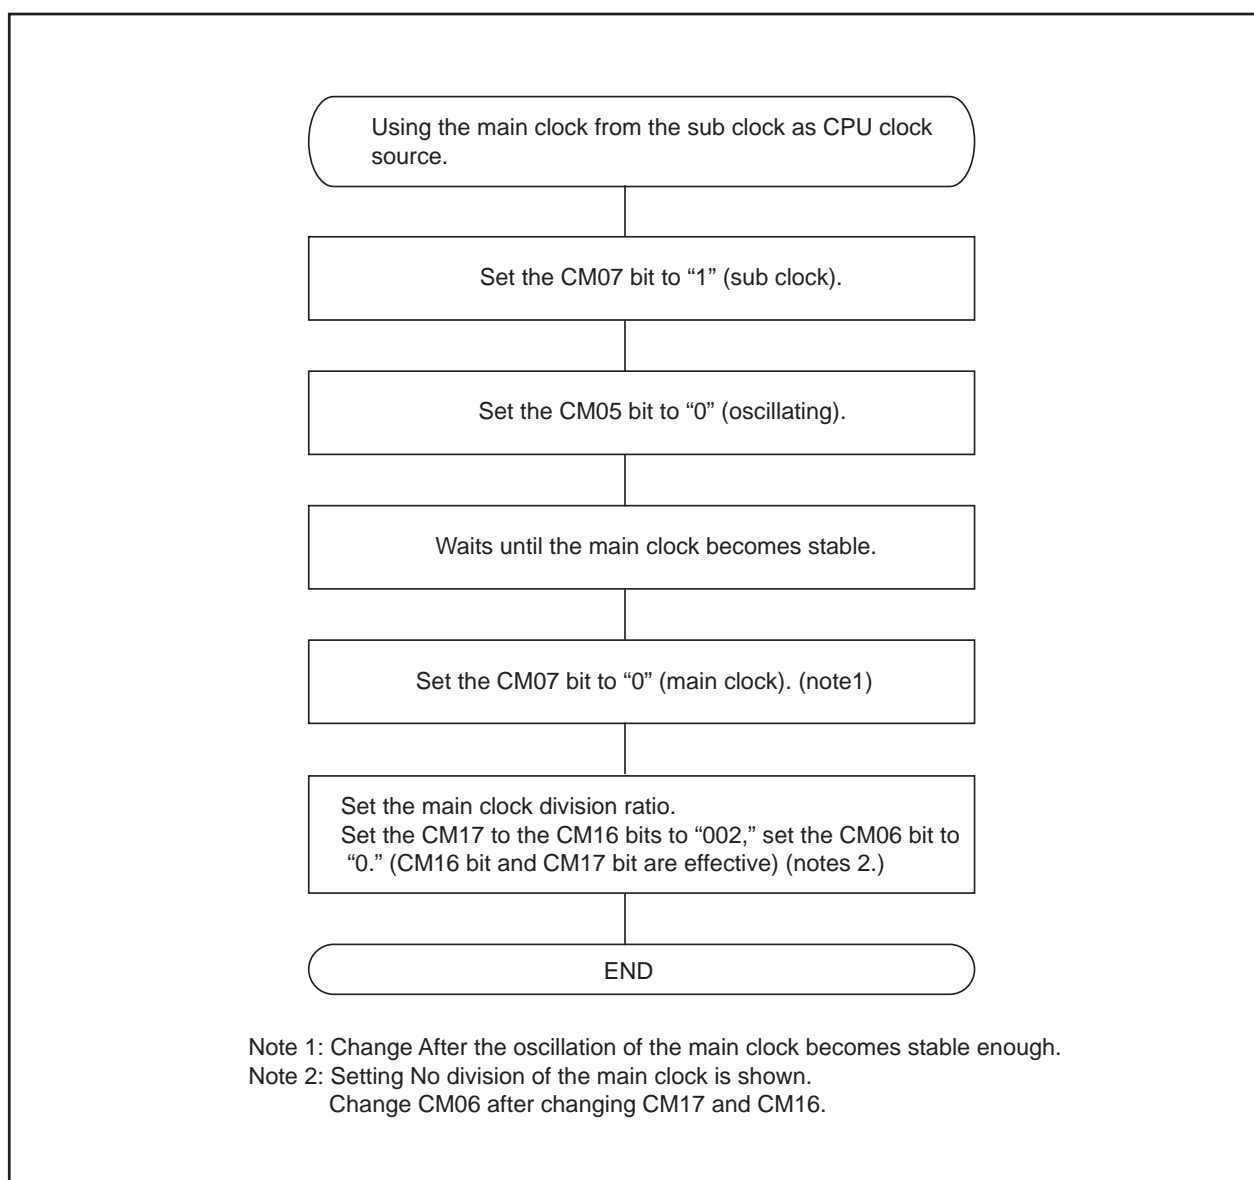 Using the main clock from the sub clock as CPU clock
source.
Set the CM07 bit to “1” (sub clock).
Set the CM05 bit to “0” (oscillating).
Waits until the main clock becomes stable.
Set the CM07 bit to “0” (main clock). (note1)
Set the main clock division ratio.
Set the CM17 to the CM16 bits to “002,” set the CM06 bit to
“0.” (CM16 bit and CM17 bit are effective) (notes 2.)
END
Note 1: Change After the oscillation of the main clock becomes stable enough.
Note 2: Setting No division of the main clock is shown.
Change CM06 after changing CM17 and CM16.